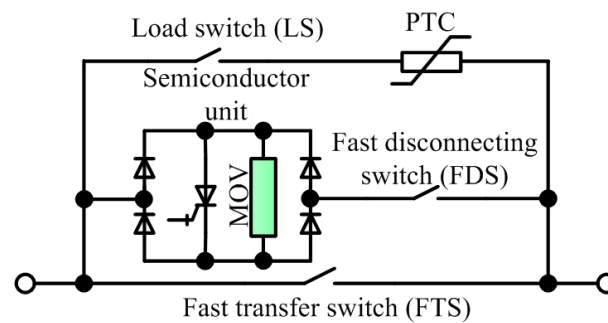 Load switch (LS)
PTC
Semiconductor
unit
Fast disconnecting
switch (FDS)
MOV
Fast transfer switch (FTS)